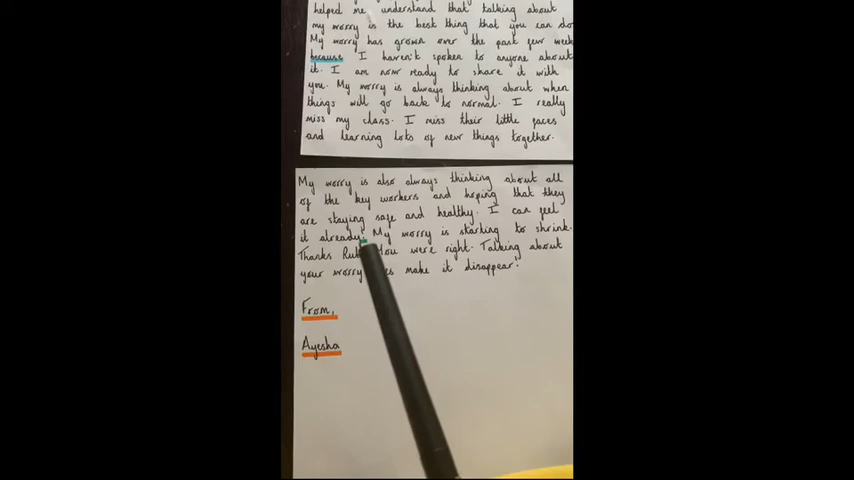 helped me understand that talking about
my worry is the best thing that you can do
My worry has grown over the past few week
because I haven't spoken to anyone about
it. I am now ready to share it with
you. My worry is always thinking about when
things will go back to normal. I really
miss my class. I miss their little faces
and learning lots of new things together.
My worry is also always thinking about all
of the key workers and hoping that they
are staying safe and healthy. I can feel
it already! My worry is starting to shrink.
Thanks were right. Talking about
your worry make it disappear!
From,
Ayesha